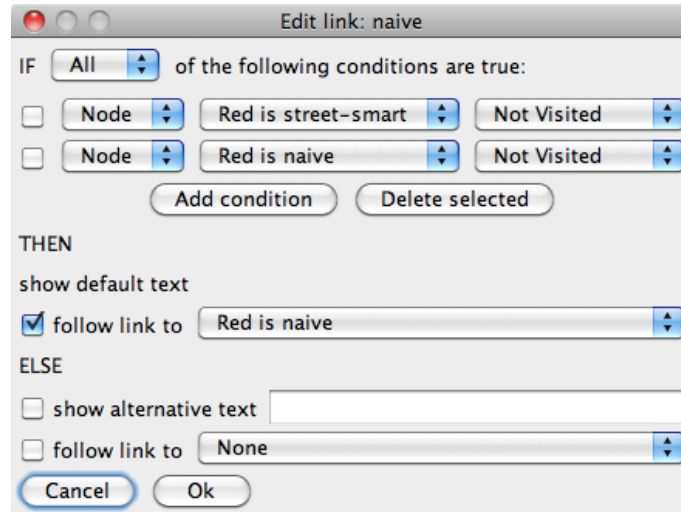 Edit link: naive
IF All of the following conditions are true:
Node Red is street-smart Not Visited
Node Red is naive Not Visited
Add condition Delete selected
THEN
show default text
follow link to Red is naive
ELSE
show alternative text
follow link to None
Cancel Ok